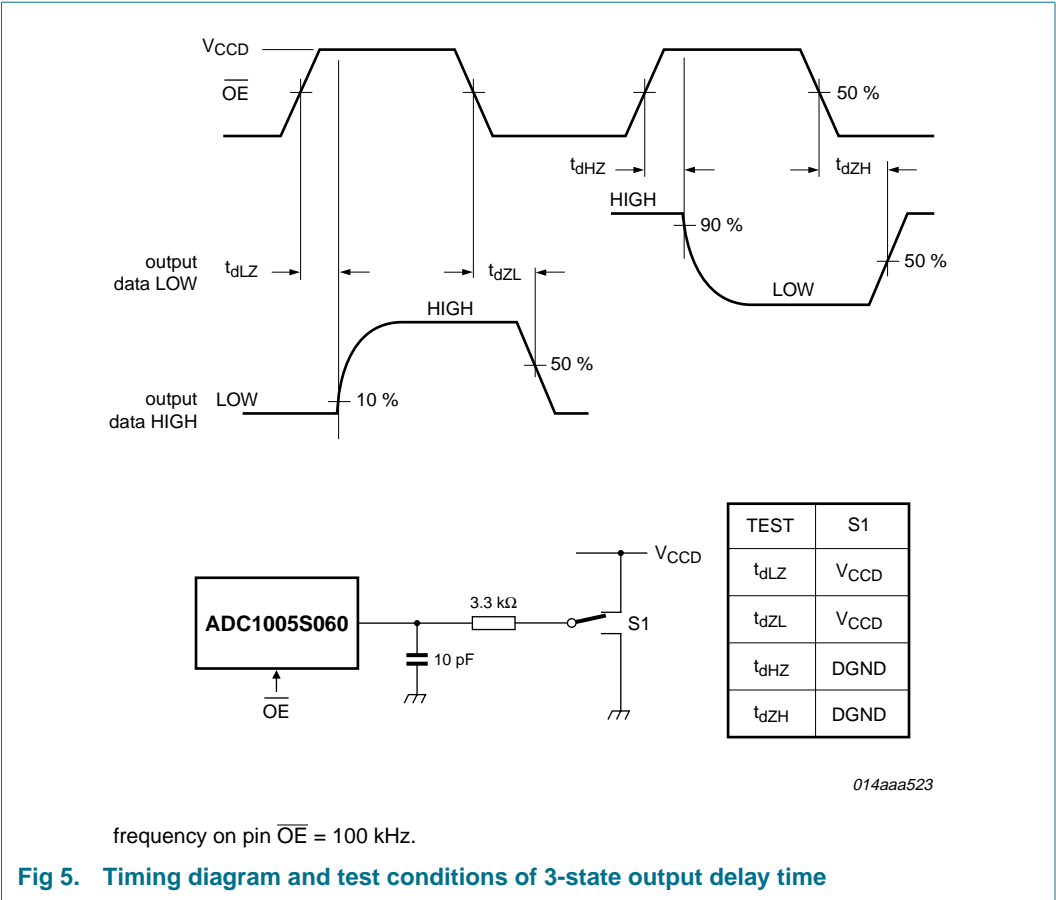 VCCD
OE
50 %
tdHZ
tdZH
HIGH
90 %
output
data LOW
tdLZ
tdZL
50 %
LOW
HIGH
50 %
output
data HIGH
LOW
10 %
TEST S1
tdLZ VCCD
tdZL VCCD
tdHZ DGND
tdZH DGND
VCCD
3.3 kΩ
ADC1005S060
S1
10 pF
OE
014aaa523
frequency on pin OE = 100 kHz.
Fig 5. Timing diagram and test conditions of 3-state output delay time